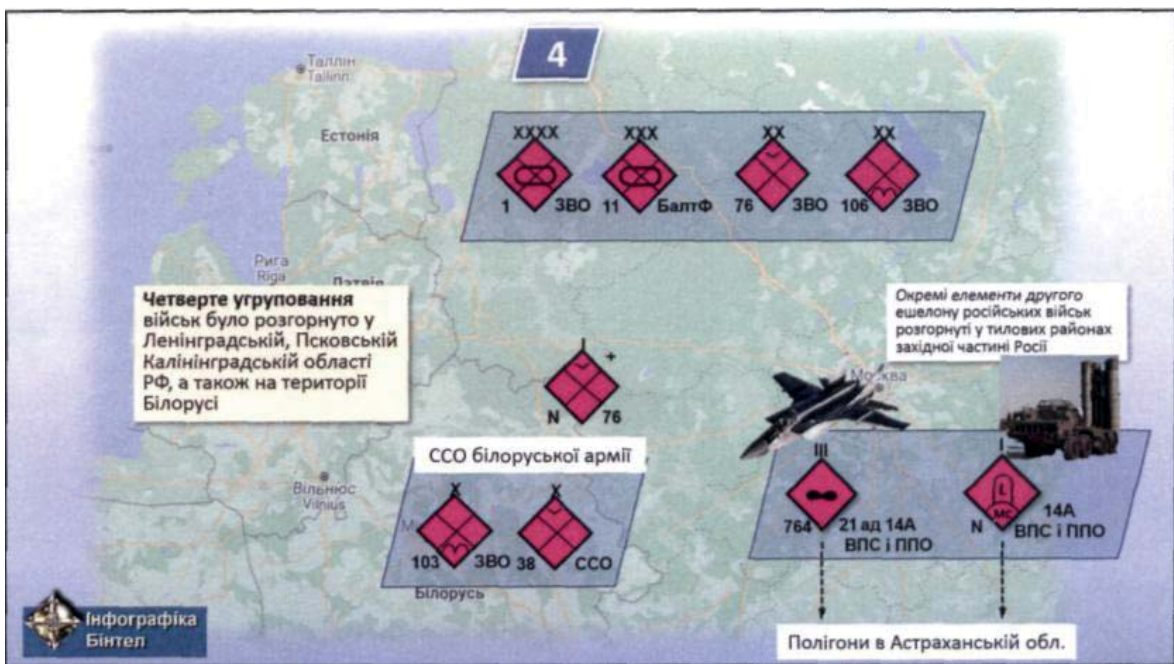 4
Таллін
Tallinn
Естонія
XXXX XXX XX XX
1 ЗВО 11 БалтФ 76 ЗВО 106 ЗВО
Рига
Riga
Латвія
Четверте угруповання
військ було розгорнуто у
Ленінградській, Псковській
Калінінградській області
РФ, а також на території
Білорусі
Окремі елементи другого
ешелону російських військ
розгорнуті у тилових районах
західної частині Росії
Москва
I +
N 76
ССО білоруської армії
Вільнюс
Vilnius
X X
103 ЗВО 38 ССО
Білорусь
III I
L
МС
764 21 ад 14А
ВПС і ППО
N 14А
ВПС і ППО
Полігони в Астраханській обл.
Інфографіка
Бінтел